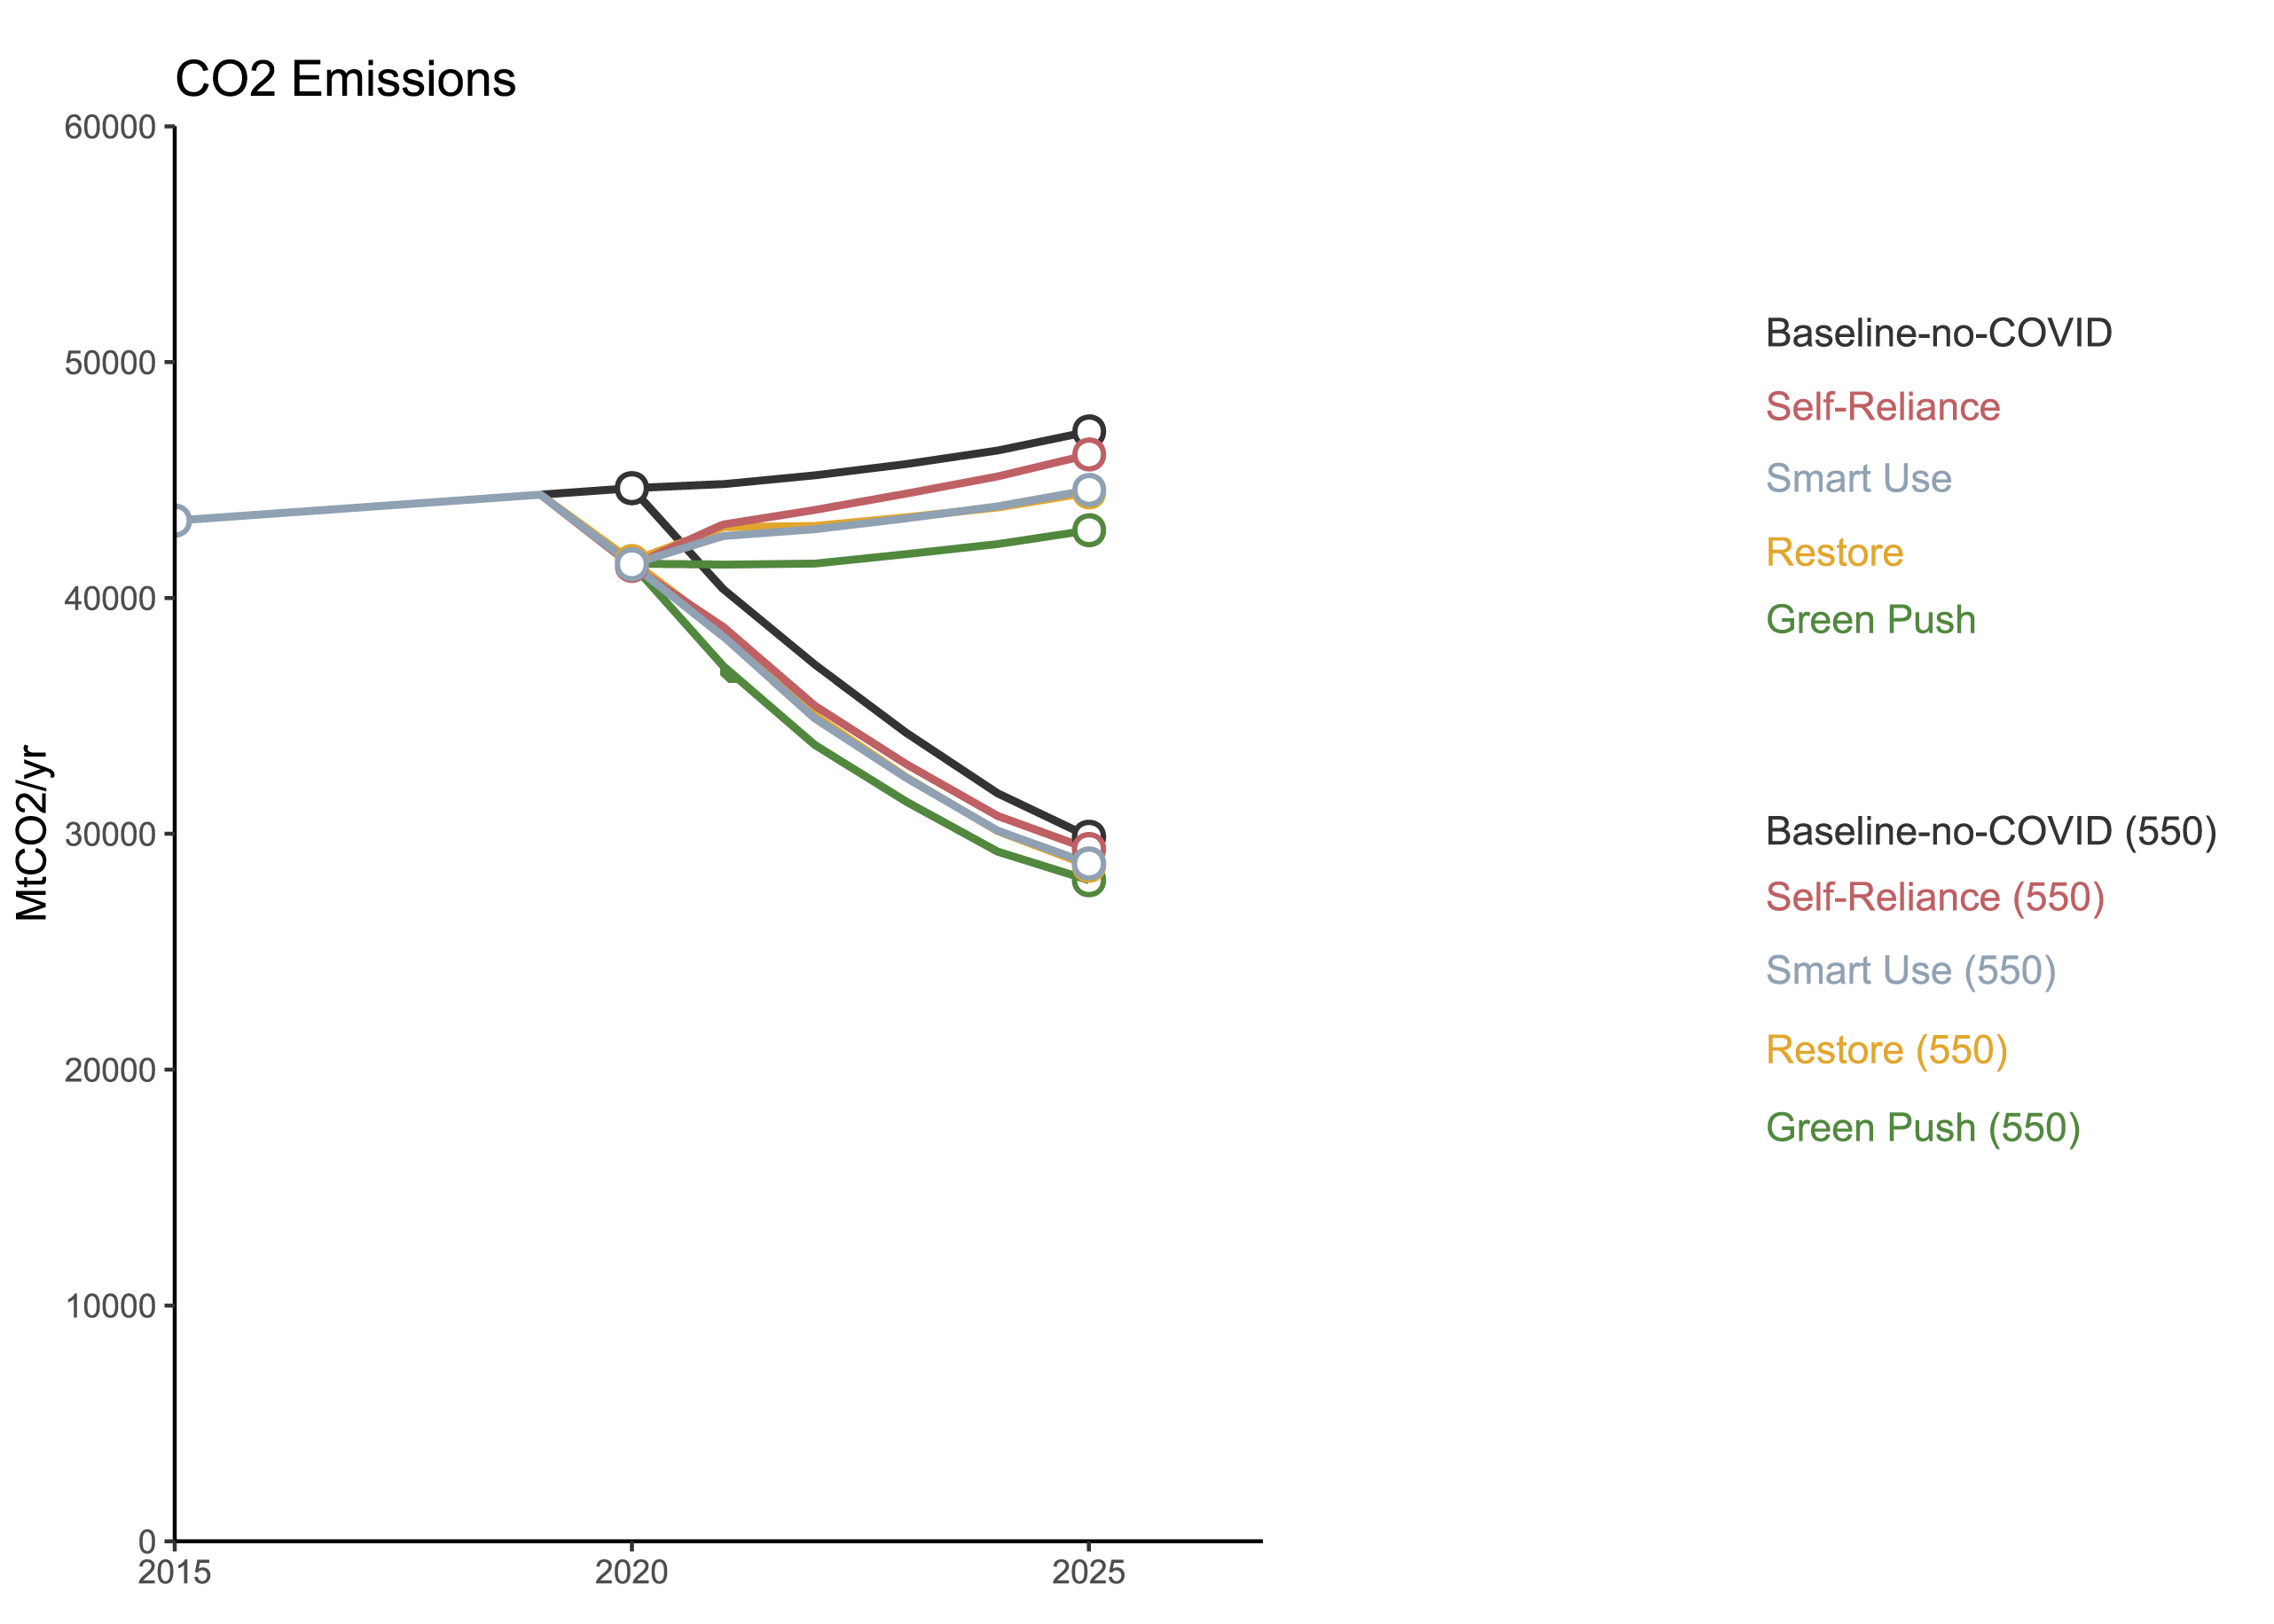 CO2 Emissions
60000
50000
40000
30000
20000
10000
0
MtCO2/yr
2015
2020
2025
Baseline-no-COVID
Self-Reliance
Smart Use
Restore
Green Push
Baseline-no-COVID (550)
Self-Reliance (550)
Smart Use (550)
Restore (550)
Green Push (550)